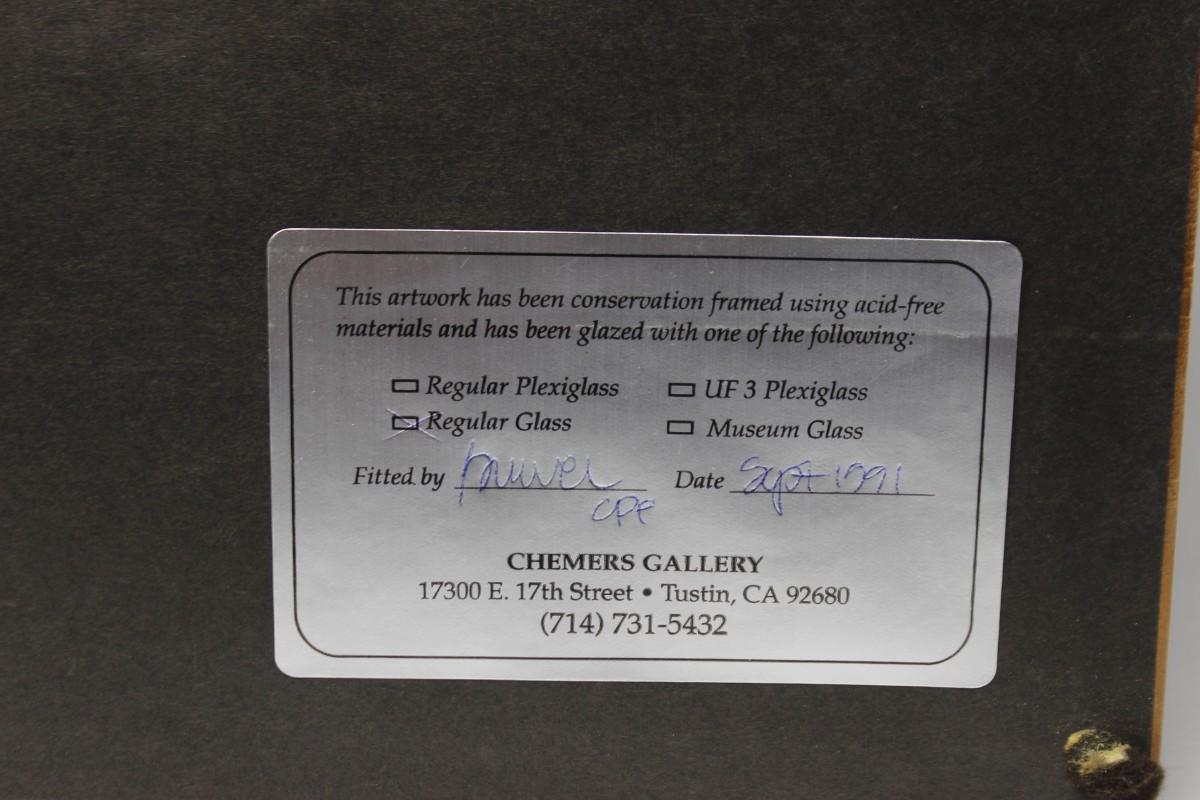 This artwork has been conservation framed using acid-free
materials and has been glazed with one of the following:
Regular Plexiglass UF 3 Plexiglass
Regular Glass Museum Glass
Fitted by Date Sept 1991
CPF
CHEMERS GALLERY
17300 E. 17th Street • Tustin, CA 92680
(714) 731-5432